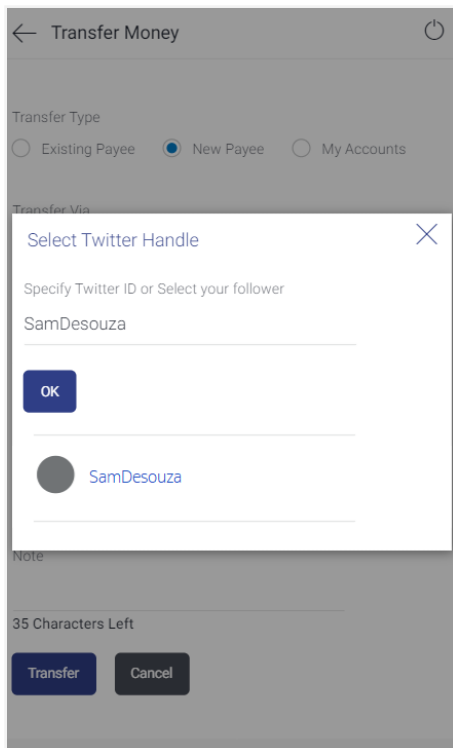 Transfer Money
Transfer Type
Existing Payee New Payee My Accounts
Transfer Via
Select Twitter Handle
Specify Twitter ID or Select your follower
SamDesouza
OK
SamDesouza
Note
35 Characters Left
Transfer Cancel